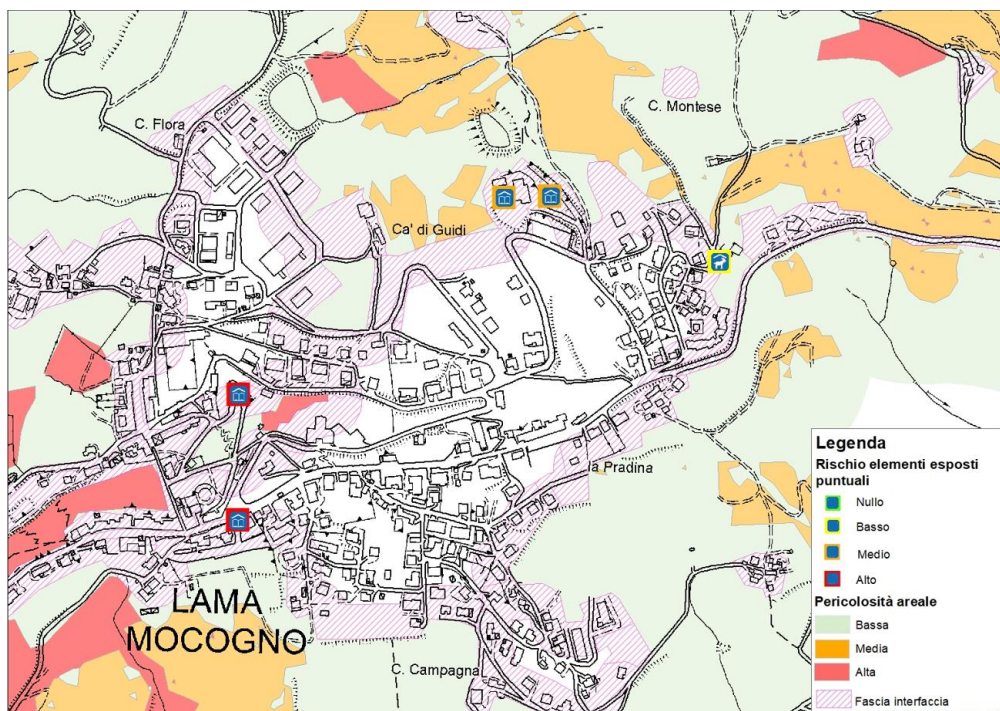 C. Flora
C. Montese
Ca' di Guidi
la Pradina
LAMA
MOCOGNO
C. Campagna
Legenda
Rischio elementi esposti
puntuali
Nullo
Basso
Medio
Alto
Pericolosità areale
Bassa
Media
Alta
Fascia interfaccia